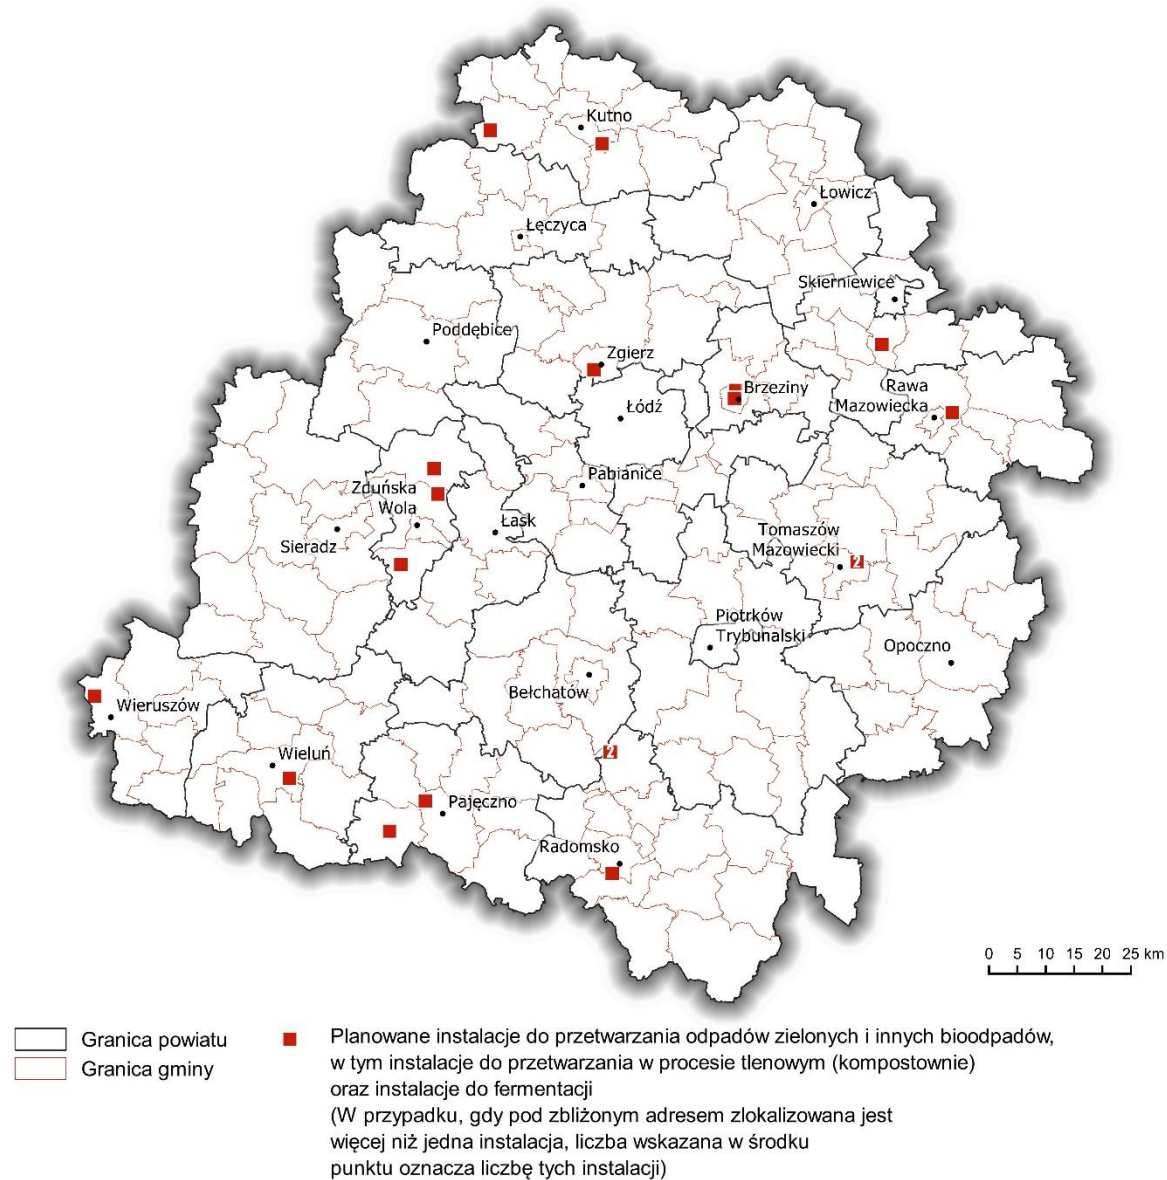 Kutno
Łowicz
Łęczyca
Skierniewice
Poddębice
Zgierz
Brzeziny
Rawa
Mazowiecka
Łódź
Zduńska
Wola
Pabianice
Łask
Sieradz
Tomaszów
Mazowiecki
2
Piotrków
Trybunalski
Opoczno
Bełchatów
Wieruszów
Wieluń
2
Pajęczno
Radomsko
0 5 10 15 20 25 km
Granica powiatu
Granica gminy
Planowane instalacje do przetwarzania odpadów zielonych i innych bioodpadów,
w tym instalacje do przetwarzania w procesie tlenowym (kompostownie)
oraz instalacje do fermentacji
(W przypadku, gdy pod zbliżonym adresem zlokalizowana jest
więcej niż jedna instalacja, liczba wskazana w środku
punktu oznacza liczbę tych instalacji)